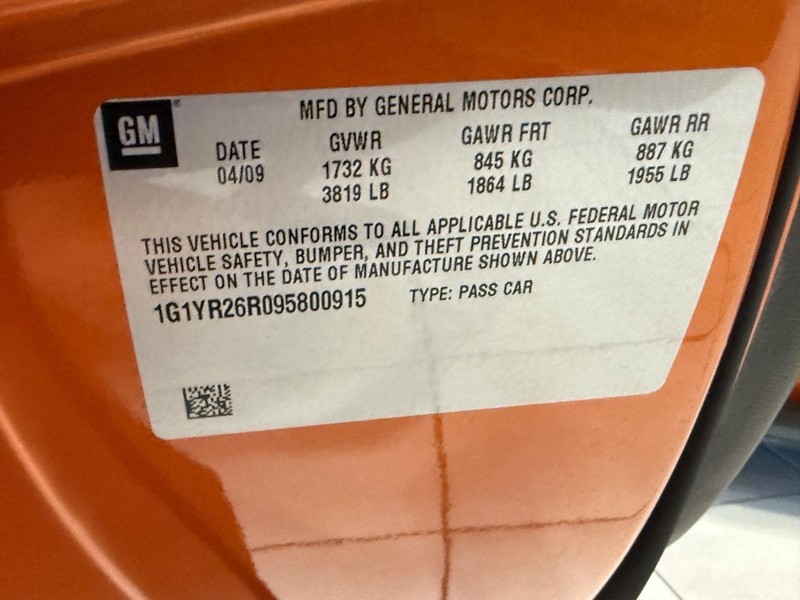 GM
MFD BY GENERAL MOTORS CORP.
DATE GVWR GAWR FRT GAWR RR
04/09 1732 KG 845 KG 887 KG
3819 LB 1864 LB 1955 LB
THIS VEHICLE CONFORMS TO ALL APPLICABLE U.S. FEDERAL MOTOR
VEHICLE SAFETY, BUMPER, AND THEFT PREVENTION STANDARDS IN
EFFECT ON THE DATE OF MANUFACTURE SHOWN ABOVE.
1G1YR26R095800915 TYPE: PASS CAR